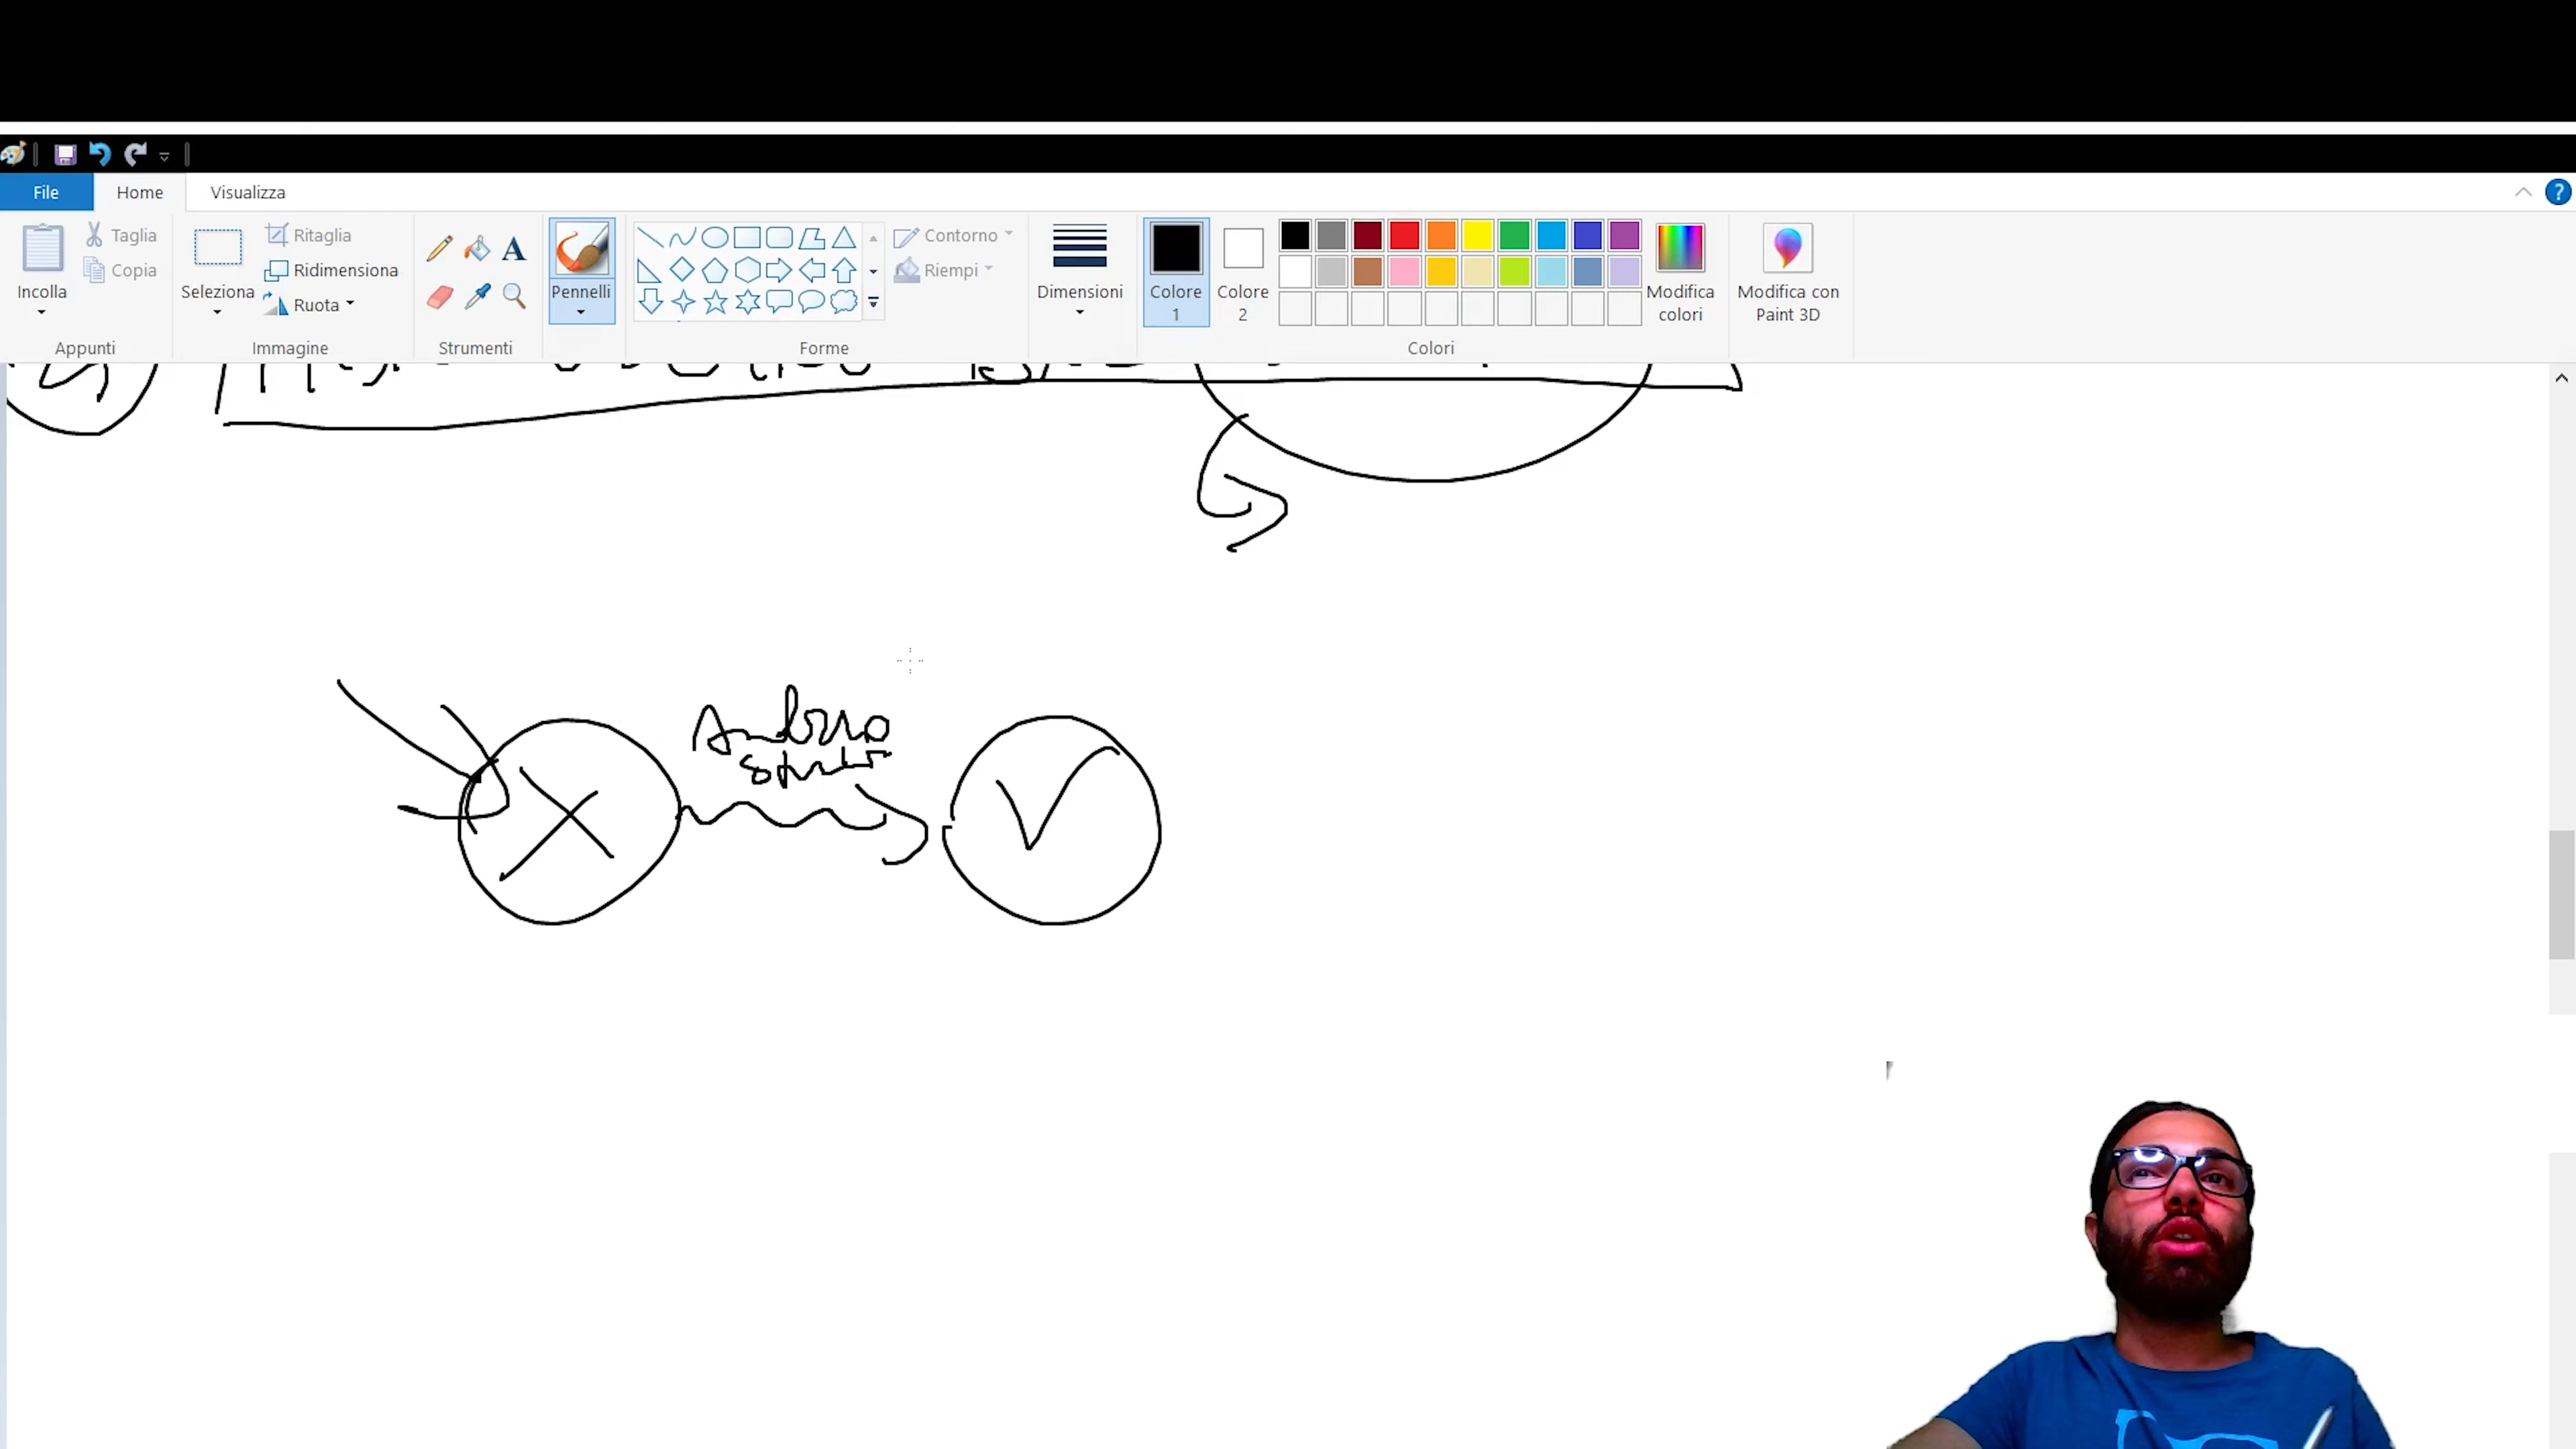 File Home Visualizza
Taglia Ritaglia Contorno
Copia Ridimensiona Riempi
Incolla Seleziona Ruota Pennelli Dimensioni Colore 1 Colore 2 Modifica colori Modifica con Paint 3D
Appunti Immagine Strumenti Forme Colori